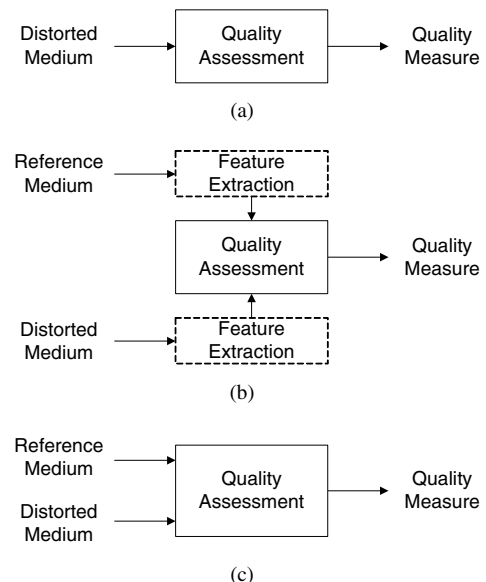 Distorted
Medium
Quality
Assessment
Quality
Measure
(a)
Reference
Medium
Feature
Extraction
Quality
Assessment
Quality
Measure
Distorted
Medium
Feature
Extraction
(b)
Reference
Medium
Distorted
Medium
Quality
Assessment
Quality
Measure
(c)